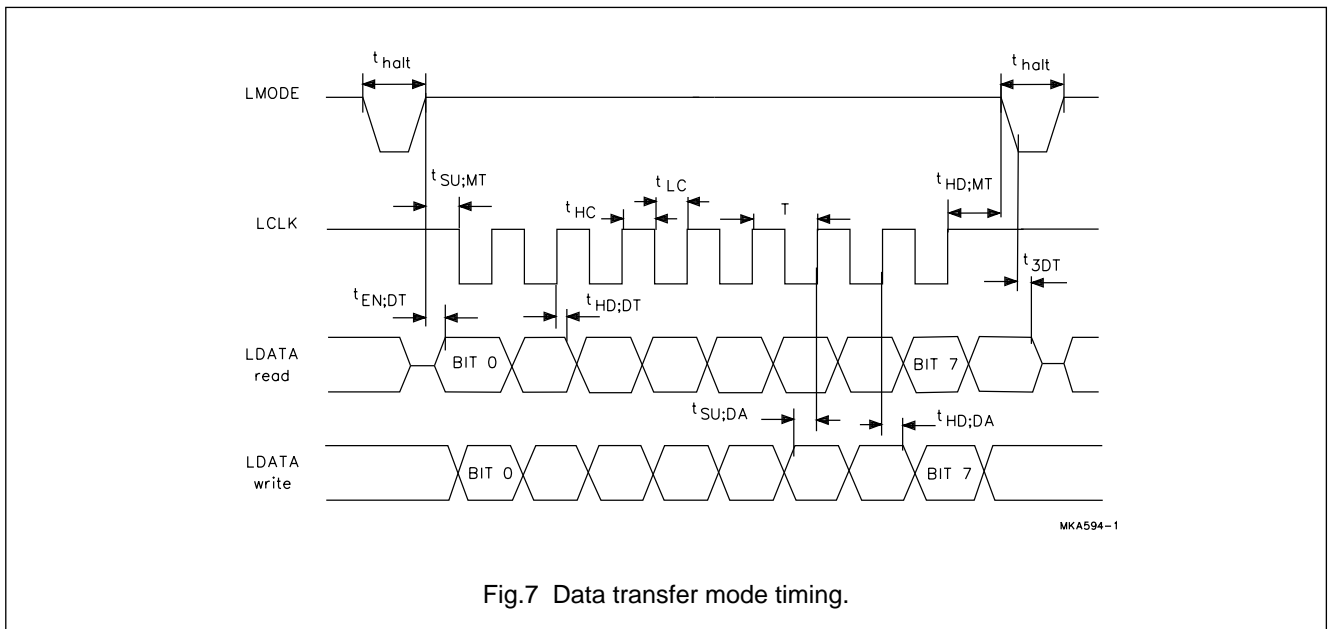 t halt
t halt
LMODE
t SU;MT
t LC
t HD;MT
t HC
T
LCLK
t 3DT
t EN;DT
t HD;DT
LDATA
read
BIT 0
BIT 7
t SU;DA
t HD;DA
LDATA
write
BIT 0
BIT 7
MKA594-1
Fig.7 Data transfer mode timing.